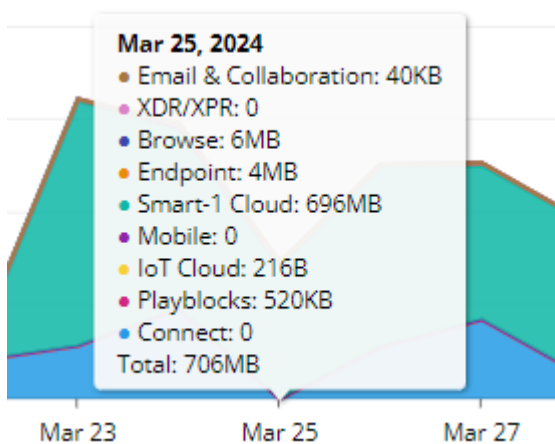 Mar 25, 2024
● Email & Collaboration: 40KB
● XDR/XPR: 0
● Browse: 6MB
● Endpoint: 4MB
● Smart-1 Cloud: 696MB
● Mobile: 0
● IoT Cloud: 216B
● Playblocks: 520KB
● Connect: 0
Total: 706MB
Mar 23 Mar 25 Mar 27